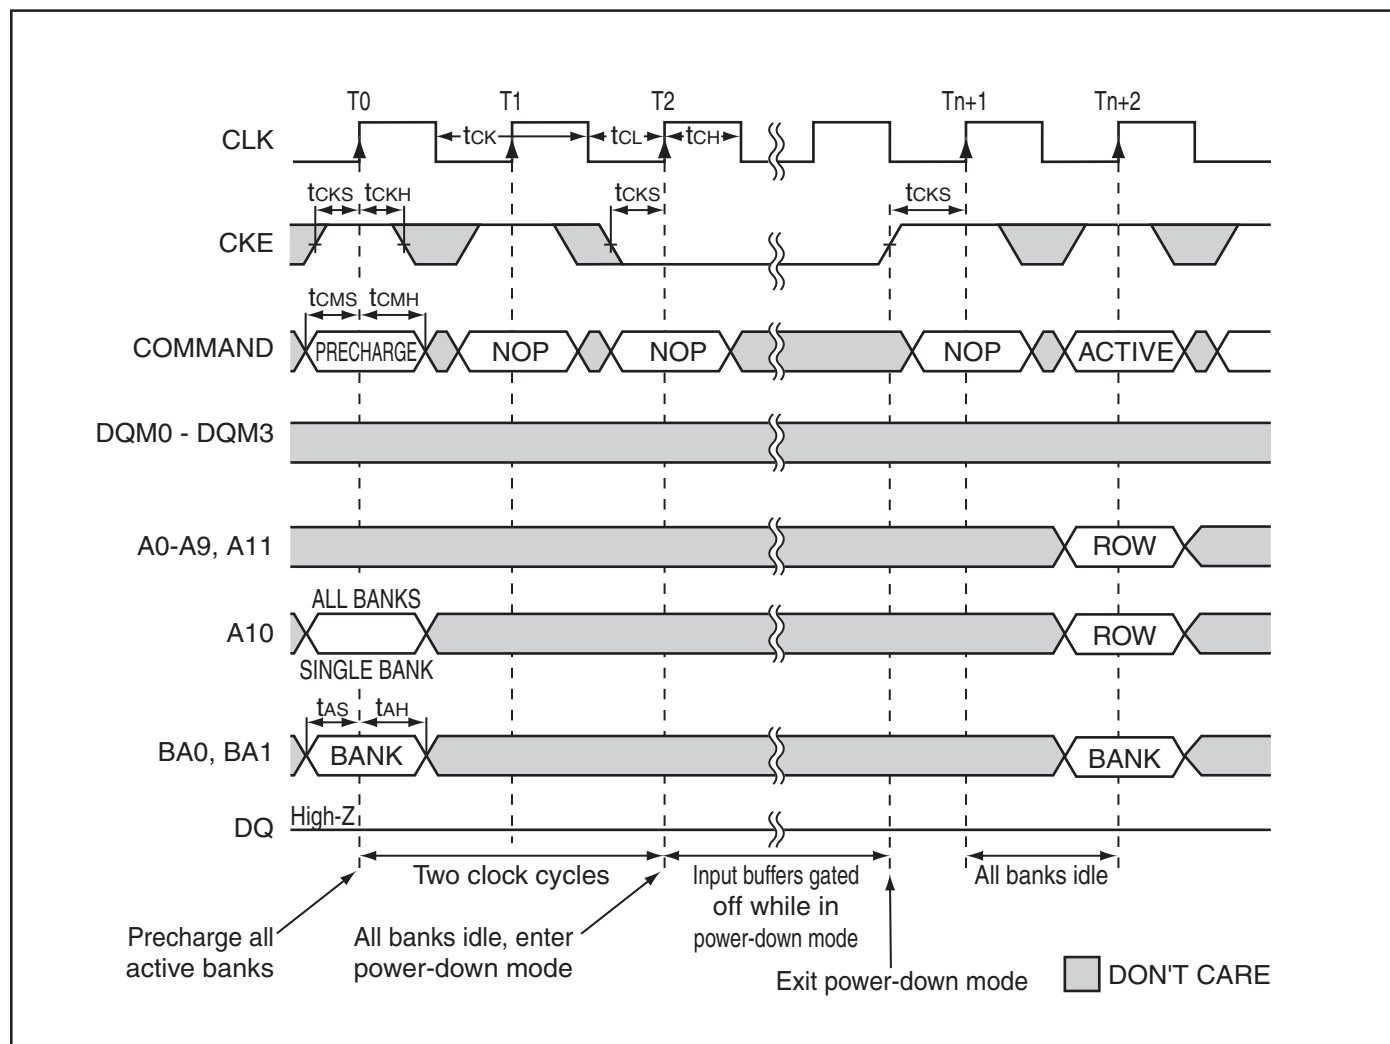 T0 T1 T2 Tn+1 Tn+2
CLK tCK tCL tCH
tCKS tCKH tCKS tCKS
CKE
tCMS tCMH
COMMAND PRECHARGE NOP NOP NOP ACTIVE
DQM0 - DQM3
A0-A9, A11 ROW
ALL BANKS
A10 ROW
SINGLE BANK
tAS tAH
BA0, BA1 BANK BANK
High-Z
DQ
Two clock cycles
Input buffers gated
off while in
power-down mode
All banks idle
Precharge all
active banks
All banks idle, enter
power-down mode
Exit power-down mode
DON'T CARE